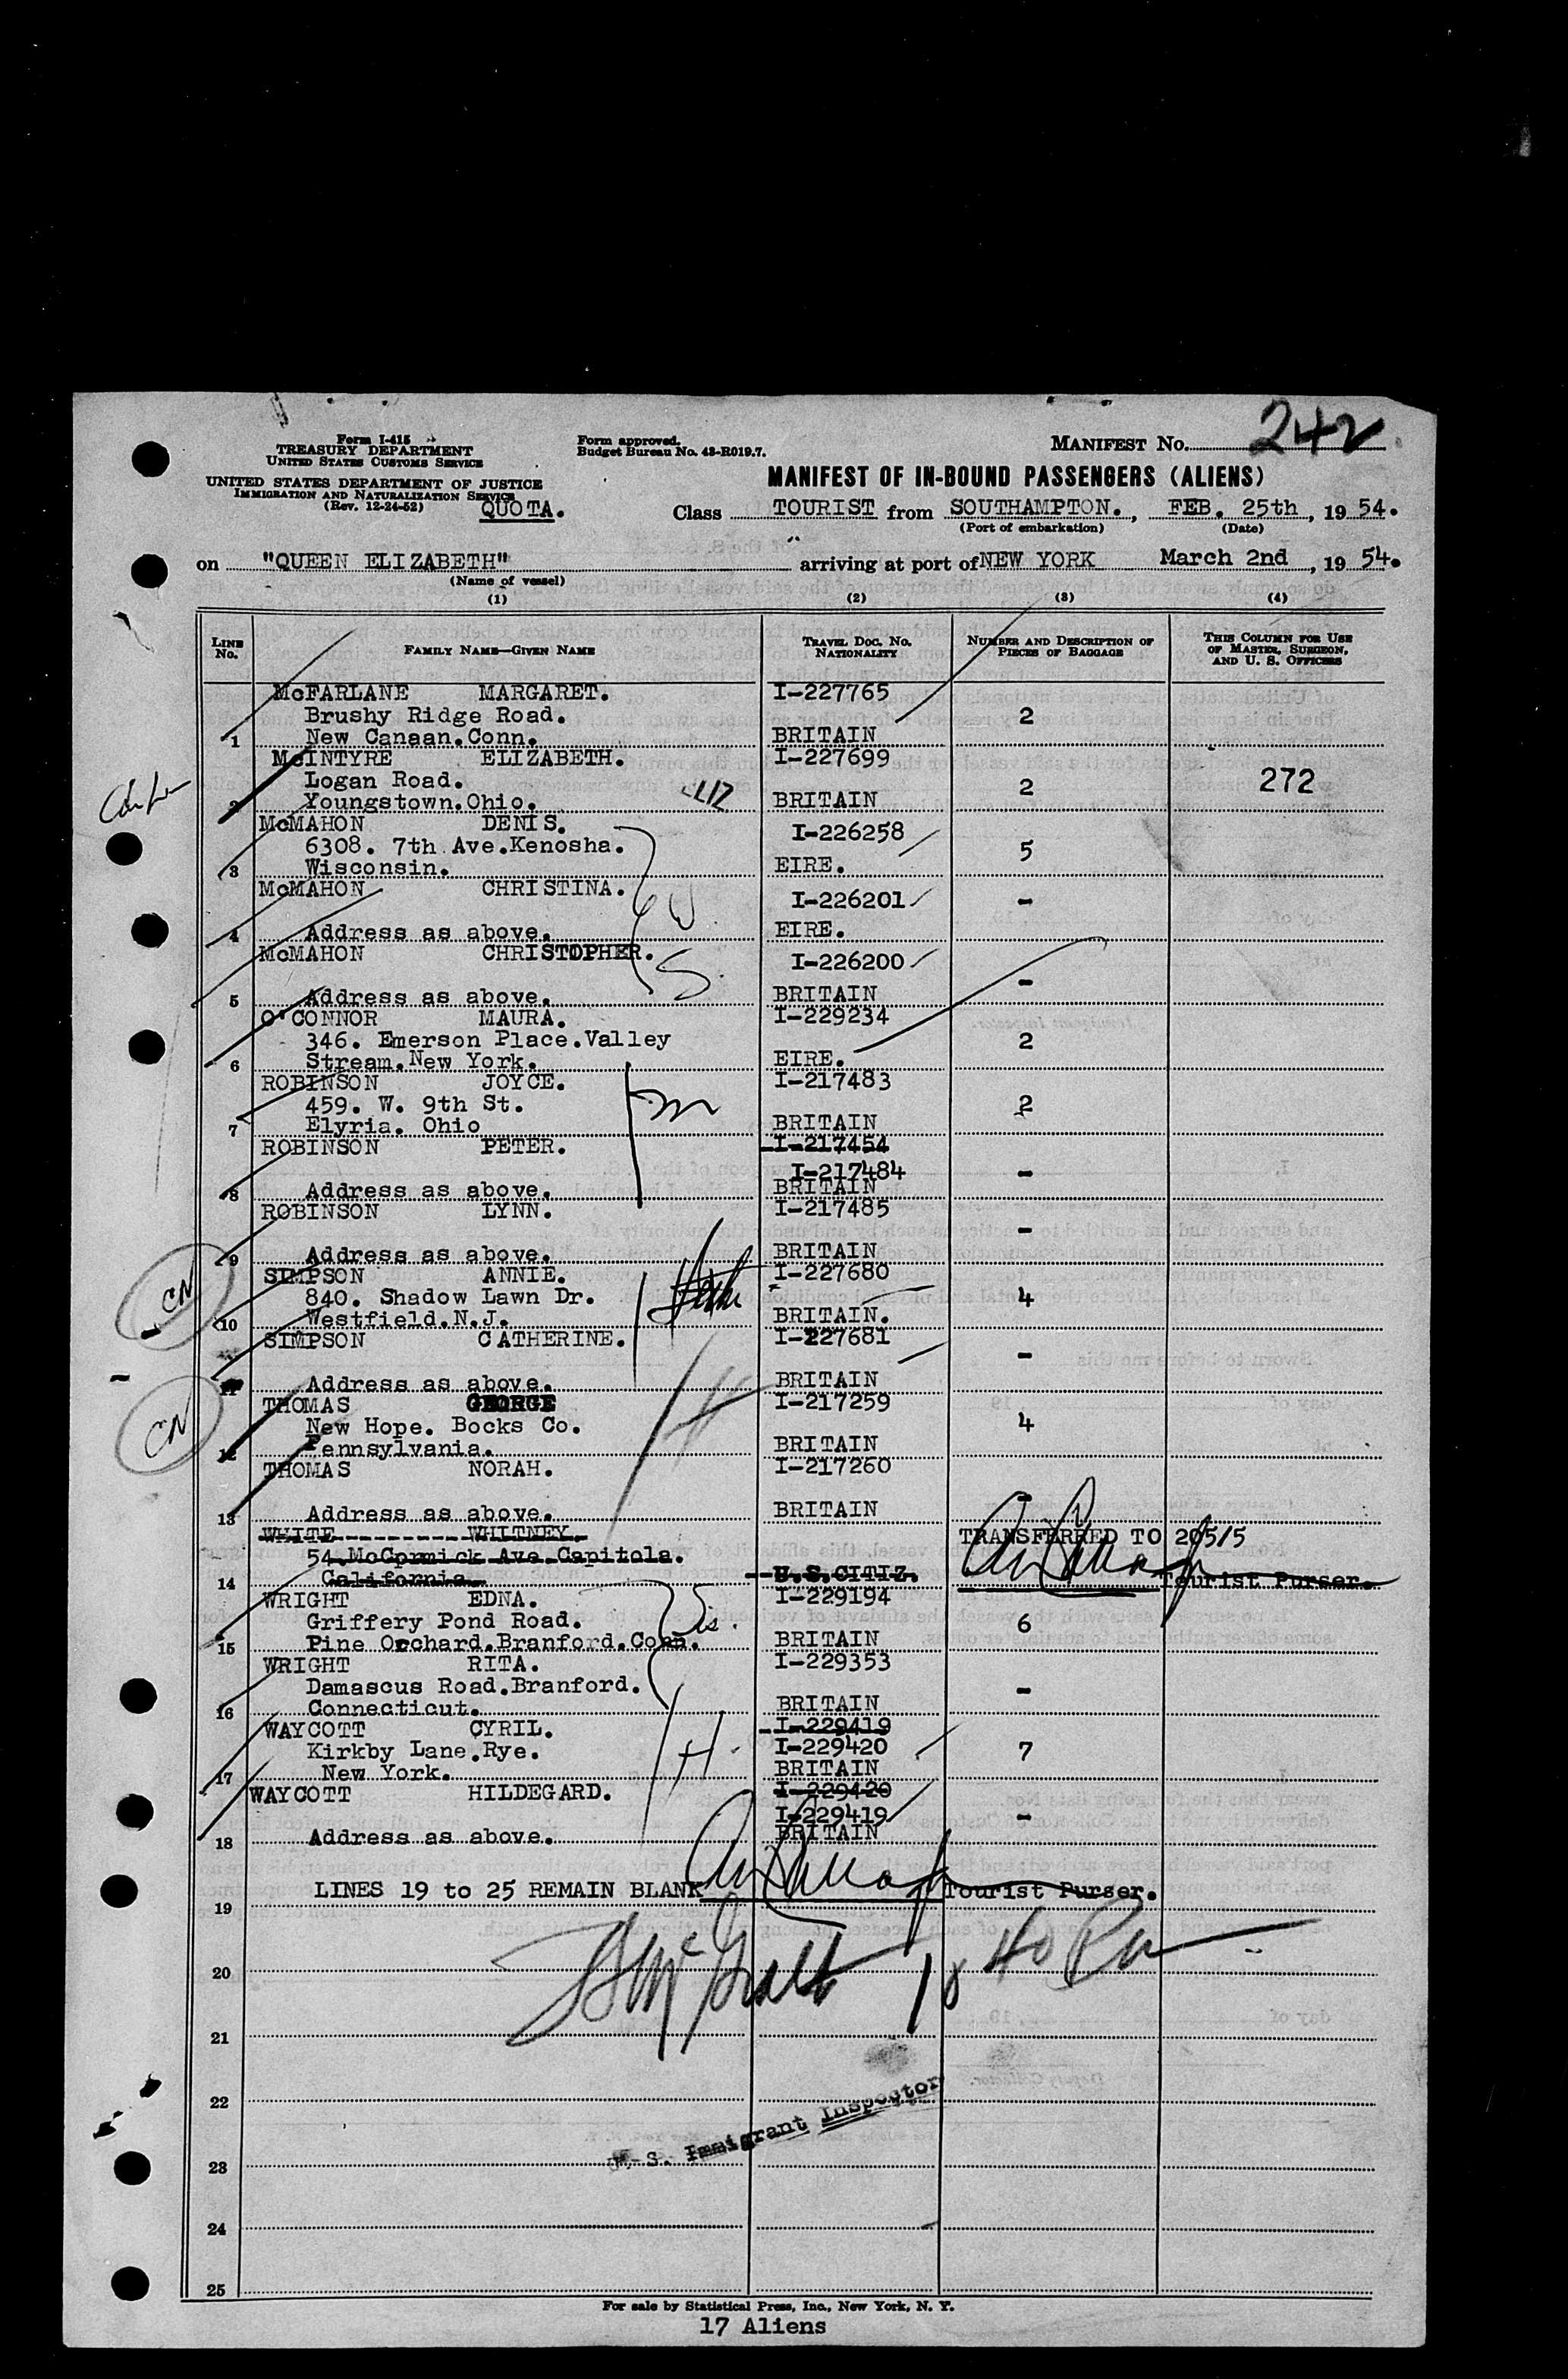 Form I-415
TREASURY DEPARTMENT
UNITED STATES CUSTOMS SERVICE
UNITED STATES DEPARTMENT OF JUSTICE
IMMIGRATION AND NATURALIZATION SERVICE
(Rev. 12-24-52)
QUOTA.
Form approved.
Budget Bureau No. 43-R019.7.
MANIFEST No. 242
MANIFEST OF IN-BOUND PASSENGERS (ALIENS)
Class TOURIST from SOUTHAMPTON., FEB. 25th, 19 54.
(Port of embarkation) (Date)
on "QUEEN ELIZABETH" arriving at port of NEW YORK March 2nd, 19 54.
(Name of vessel)
(1) (2) (3) (4)
LINE No. FAMILY NAME—GIVEN NAME TRAVEL DOC. NO. NATIONALITY NUMBER AND DESCRIPTION OF PIECES OF BAGGAGE THIS COLUMN FOR USE OF MASTER, SURGEON, AND U. S. OFFICERS
McFARLANE MARGARET. I-227765
Brushy Ridge Road. 2
1 New Canaan.Conn. BRITAIN
McINTYRE ELIZABETH. I-227699
Logan Road. 2 272
2 Youngstown.Ohio. BRITAIN
McMAHON DENIS. I-226258
6308. 7th Ave.Kenosha. 5
3 Wisconsin. EIRE.
McMAHON CHRISTINA. I-226201 -
4 Address as above. EIRE.
McMAHON CHRISTOPHER. I-226200 -
5 Address as above. BRITAIN
O'CONNOR MAURA. I-229234
346. Emerson Place.Valley 2
6 Stream.New York. EIRE.
ROBINSON JOYCE. I-217483
459. W. 9th St. 2
7 Elyria. Ohio BRITAIN
ROBINSON PETER. I-217454
I-217484 -
8 Address as above. BRITAIN
ROBINSON LYNN. I-217485 -
9 Address as above. BRITAIN
CN
SIMPSON ANNIE. I-227680
840. Shadow Lawn Dr. 4
10 Westfield.N.J. BRITAIN.
SIMPSON CATHERINE. I-227681 -
11 Address as above. BRITAIN
THOMAS GEORGE I-217259
CN
New Hope. Bocks Co. 4
12 Pennsylvania. BRITAIN
THOMAS NORAH. I-217260
13 Address as above. BRITAIN -
WHITE---------WHITNEY. TRANSFERRED TO 205/5
54.McCormick Ave.Capitola.
14 California. U.S.CITIZ. Tourist Purser.
WRIGHT EDNA. I-229194
Griffery Pond Road. 6
15 Pine Orchard.Branford.Conn. BRITAIN
WRIGHT RITA. I-229353
Damascus Road.Branford. -
16 Connecticut. BRITAIN
WAYCOTT CYRIL. I-229419
Kirkby Lane.Rye. I-229420 7
17 New York. BRITAIN
WAYCOTT HILDEGARD. I-229420
I-229419 -
18 Address as above. BRITAIN
LINES 19 to 25 REMAIN BLANK Tourist Purser.
19
20
21
22
U. S. Immigrant Inspector
23
24
25
For sale by Statistical Press, Inc., New York, N. Y.
17 Aliens